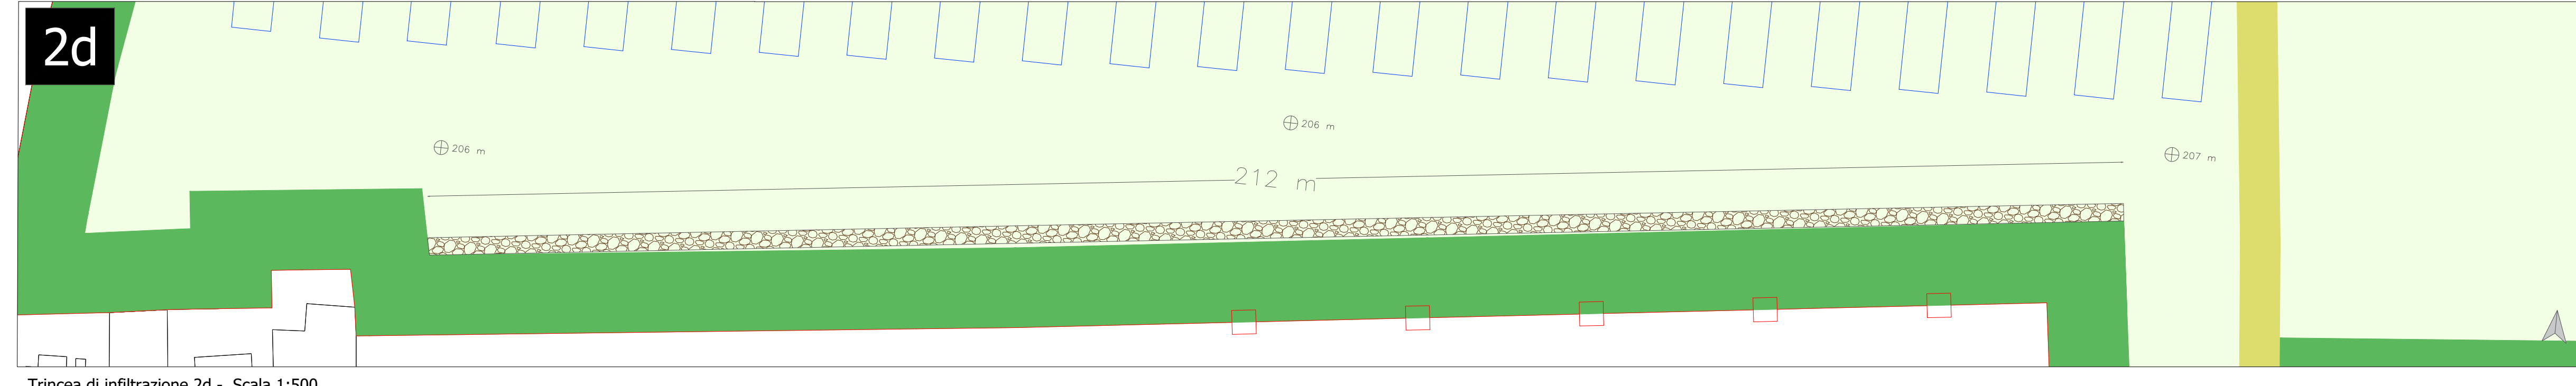 2d
206 m
206 m
207 m
212 m
Trincea di infiltrazione 2d - Scala 1:500